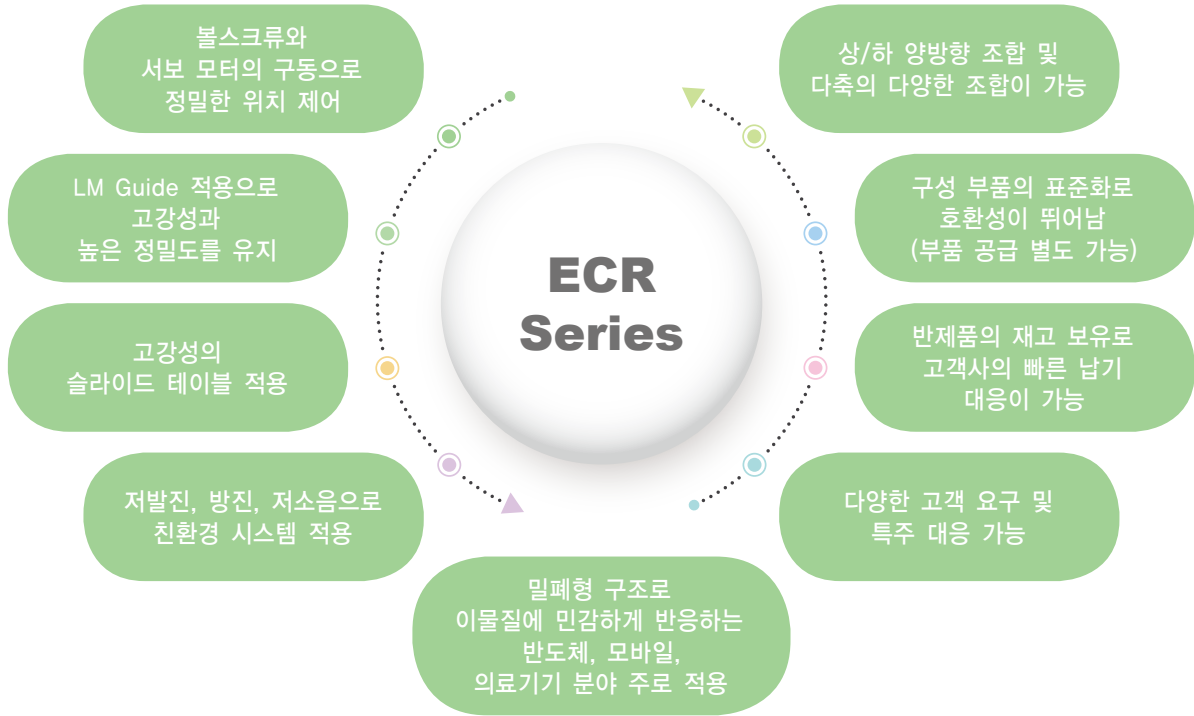 볼스크류와
서보 모터의 구동으로
정밀한 위치 제어
LM Guide 적용으로
고강성과
높은 정밀도를 유지
고강성의
슬라이드 테이블 적용
저발진, 방진, 저소음으로
친환경 시스템 적용
밀폐형 구조로
이물질에 민감하게 반응하는
반도체, 모바일,
의료기기 분야 주로 적용
다양한 고객 요구 및
특주 대응 가능
반제품의 재고 보유로
고객사의 빠른 납기
대응이 가능
구성 부품의 표준화로
호환성이 뛰어남
(부품 공급 별도 가능)
상/하 양방향 조합 및
다축의 다양한 조합이 가능
ECR
Series